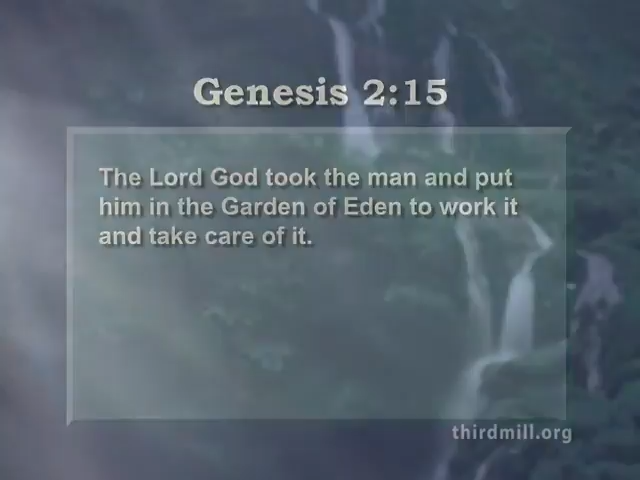 Genesis 2:15
The Lord God took the man and put
him in the Garden of Eden to work it
and take care of it.
thirdmill.org